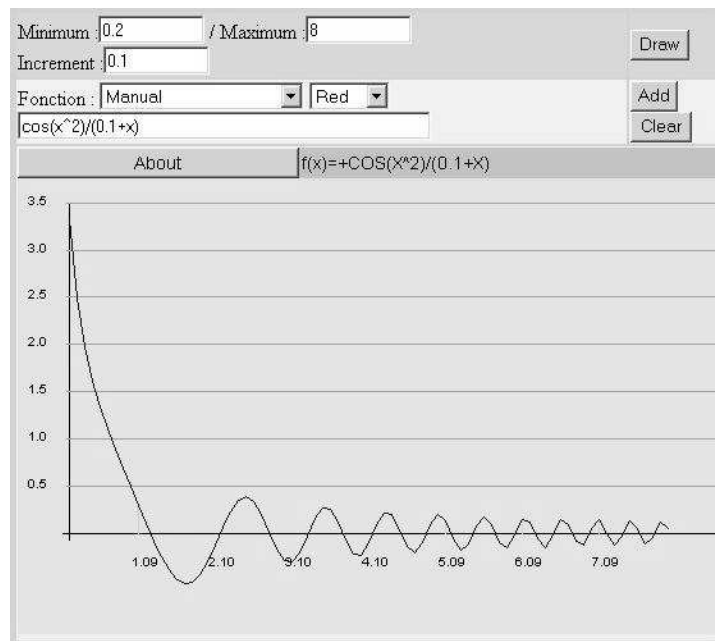 Minimum : 0.2 / Maximum : 8
Draw
Increment : 0.1
Fonction : Manual Red Add
cos(x^2)/(0.1+x) Clear
About f(x)=+COS(X^2)/(0.1+X)
3.5
3.0
2.5
2.0
1.5
1.0
0.5
1.09 2.10 3.10 4.10 5.09 6.09 7.09